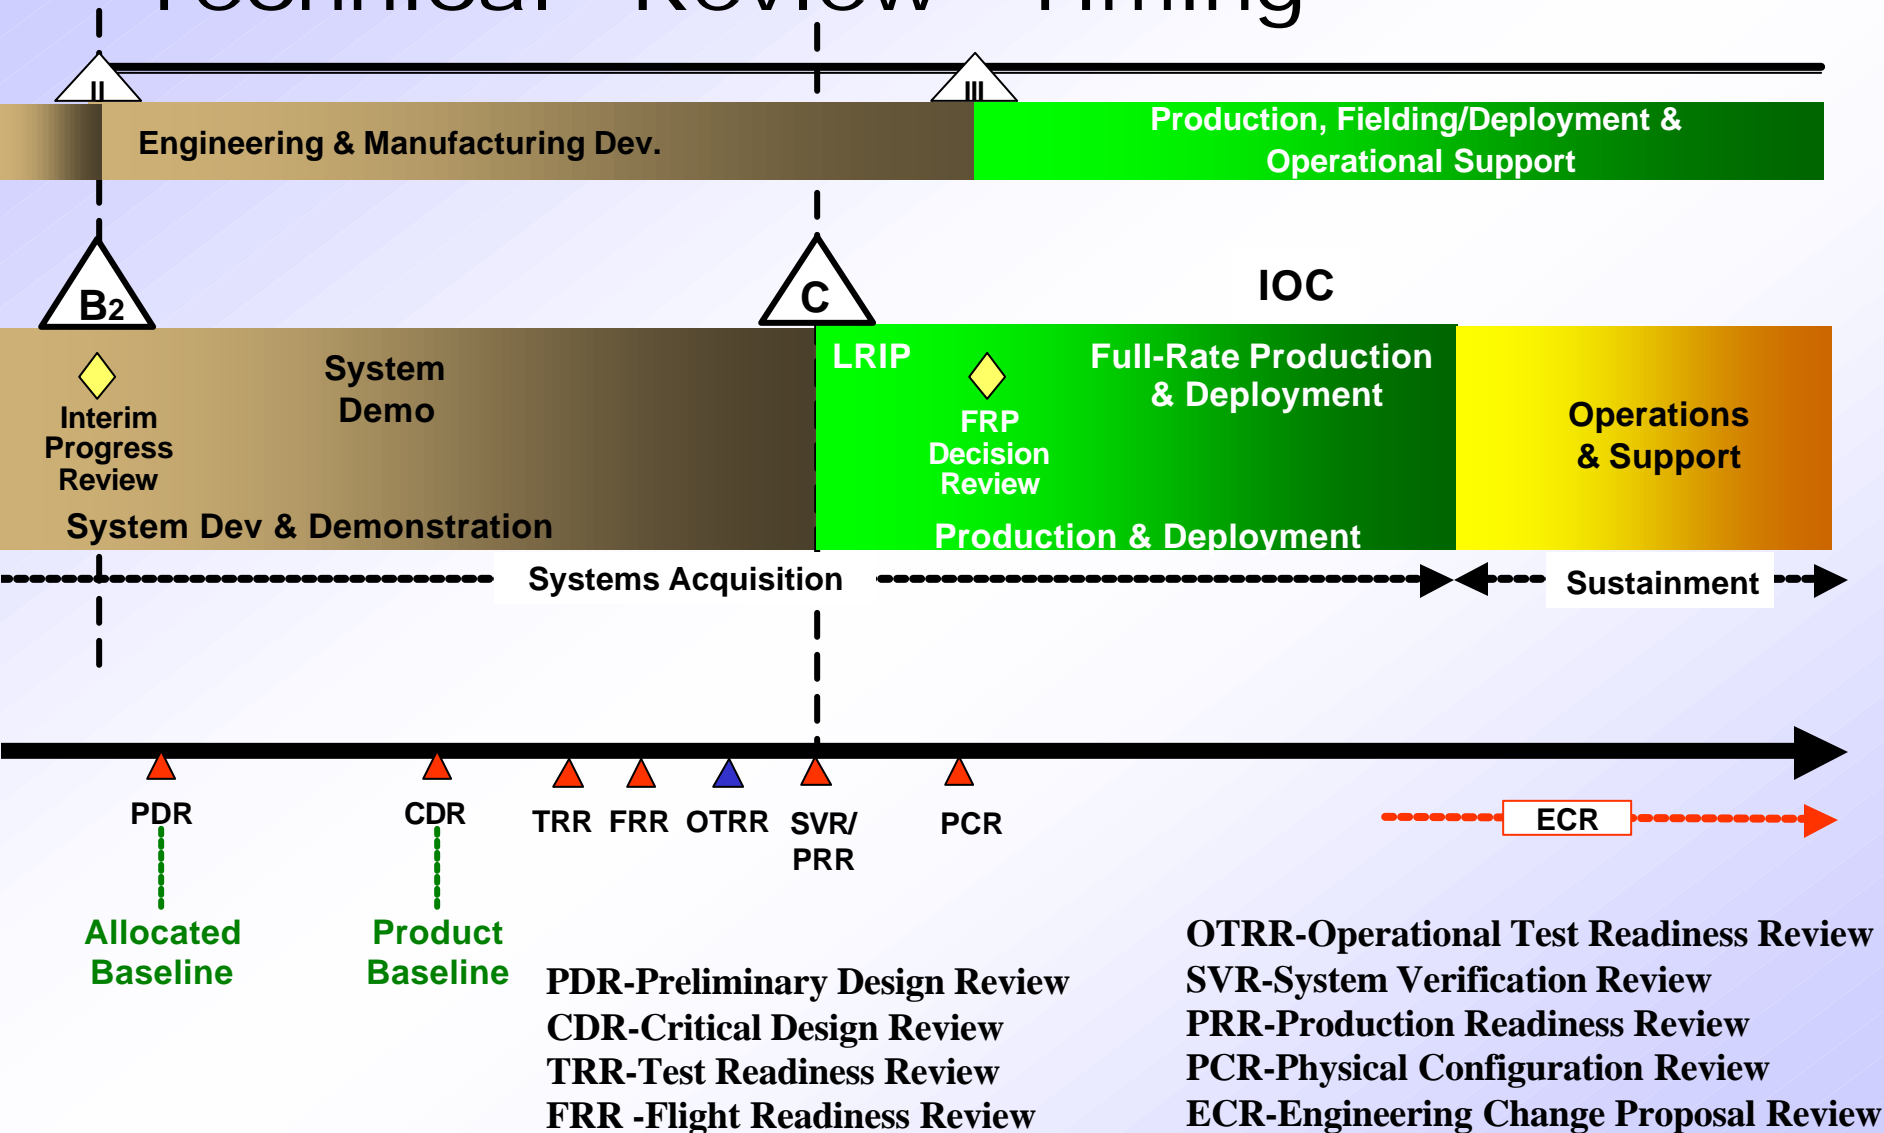 Technical Review Timing
II
III
Engineering & Manufacturing Dev.
Production, Fielding/Deployment &
Operational Support
B2
C
IOC
Interim
Progress
Review
System
Demo
System Dev & Demonstration
LRIP
FRP
Decision
Review
Full-Rate Production
& Deployment
Production & Deployment
Operations
& Support
Systems Acquisition
Sustainment
PDR
CDR
TRR
FRR
OTRR
SVR/
PRR
PCR
ECR
Allocated
Baseline
Product
Baseline
PDR-Preliminary Design Review
CDR-Critical Design Review
TRR-Test Readiness Review
FRR -Flight Readiness Review
OTRR-Operational Test Readiness Review
SVR-System Verification Review
PRR-Production Readiness Review
PCR-Physical Configuration Review
ECR-Engineering Change Proposal Review